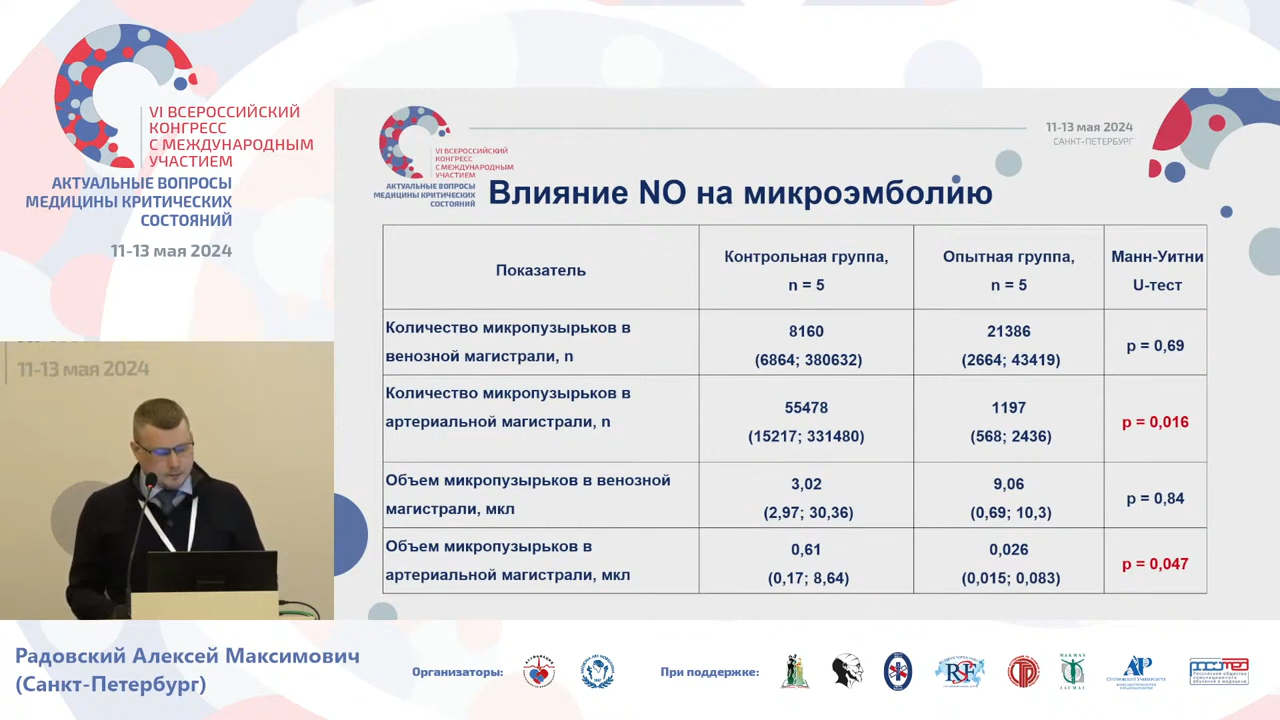 VI ВСЕРОССИЙСКИЙ
КОНГРЕСС
С МЕЖДУНАРОДНЫМ
УЧАСТИЕМ
АКТУАЛЬНЫЕ ВОПРОСЫ
МЕДИЦИНЫ КРИТИЧЕСКИХ
СОСТОЯНИЙ
11-13 мая 2024
11-13 мая 2024
VI ВСЕРОССИЙСКИЙ
КОНГРЕСС
С МЕЖДУНАРОДНЫМ
УЧАСТИЕМ
АКТУАЛЬНЫЕ ВОПРОСЫ
МЕДИЦИНЫ КРИТИЧЕСКИХ
СОСТОЯНИЙ
11-13 мая 2024
САНКТ-ПЕТЕРБУРГ
Влияние NO на микроэмболию
Показатель
Контрольная группа,
n = 5
Опытная группа,
n = 5
Манн-Уитни
U-тест
Количество микропузырьков в
венозной магистрали, n
8160
(6864; 380632)
21386
(2664; 43419)
p = 0,69
Количество микропузырьков в
артериальной магистрали, n
55478
(15217; 331480)
1197
(568; 2436)
p = 0,016
Объем микропузырьков в венозной
магистрали, мкл
3,02
(2,97; 30,36)
9,06
(0,69; 10,3)
p = 0,84
Объем микропузырьков в
артериальной магистрали, мкл
0,61
(0,17; 8,64)
0,026
(0,015; 0,083)
p = 0,047
Радовский Алексей Максимович
(Санкт-Петербург)
Организаторы:
При поддержке: